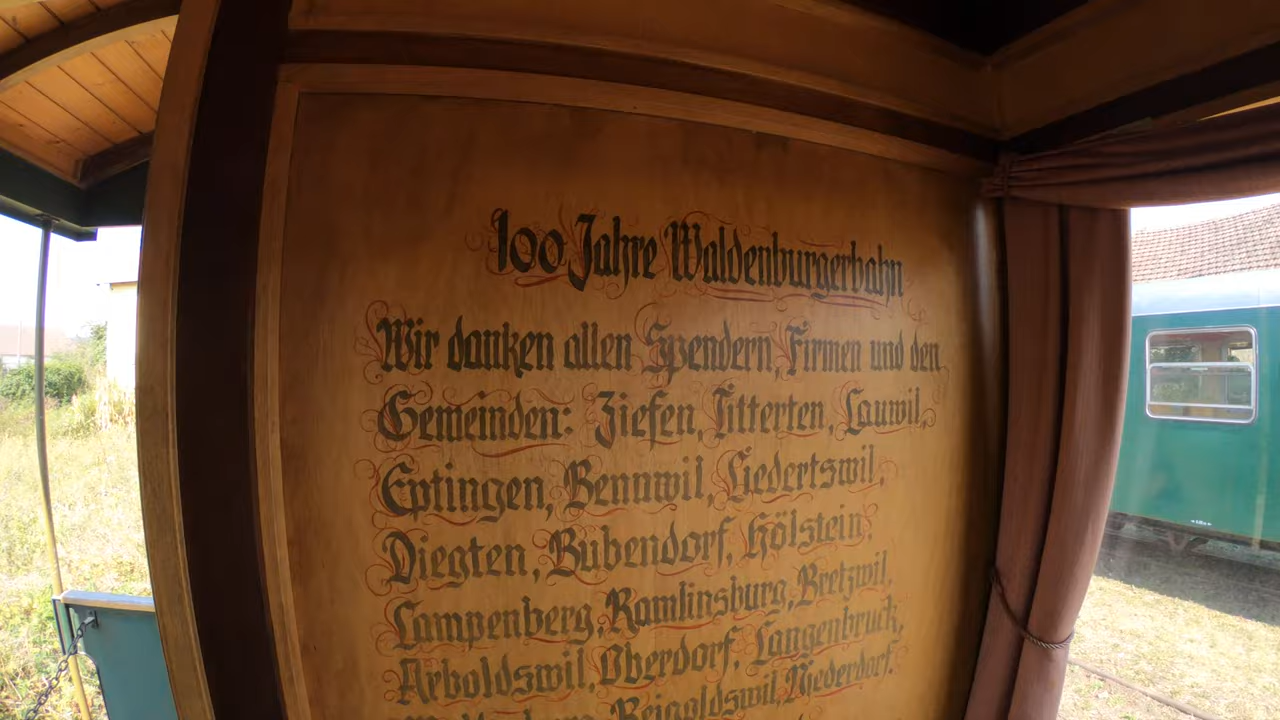 100 Jahre Waldenburgerbahn
Wir danken allen Spendern, Firmen und den
Gemeinden: Ziefen, Titterten, Lauwil,
Eptingen, Bennwil, Liedertswil,
Diegten, Bubendorf, Hölstein,
Lampenberg, Ramlinsburg, Bretzwil,
Arboldswil, Oberdorf, Langenbruck,
Reigoldswil, Niederdorf,